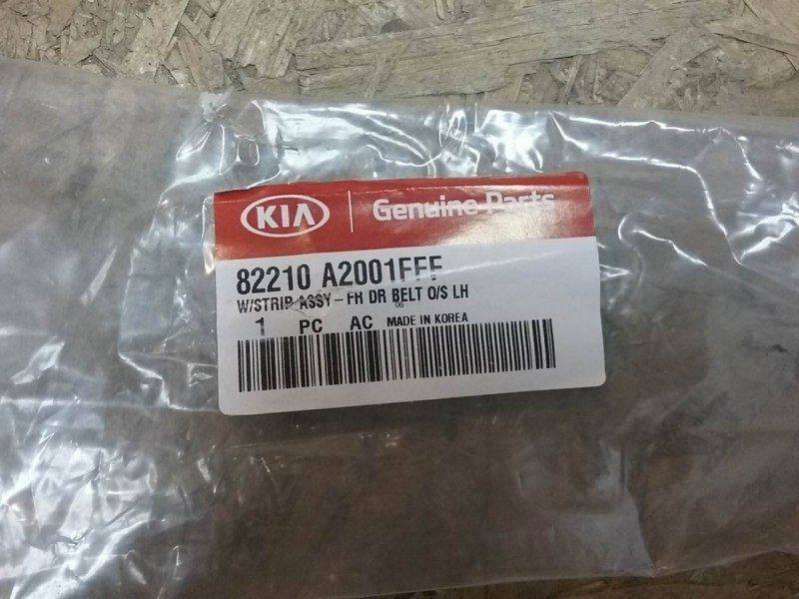 KIA Genuine Parts
82210 A2001FFF
W/STRIP ASSY-FR DR BELT O/S LH
1 PC AC MADE IN KOREA